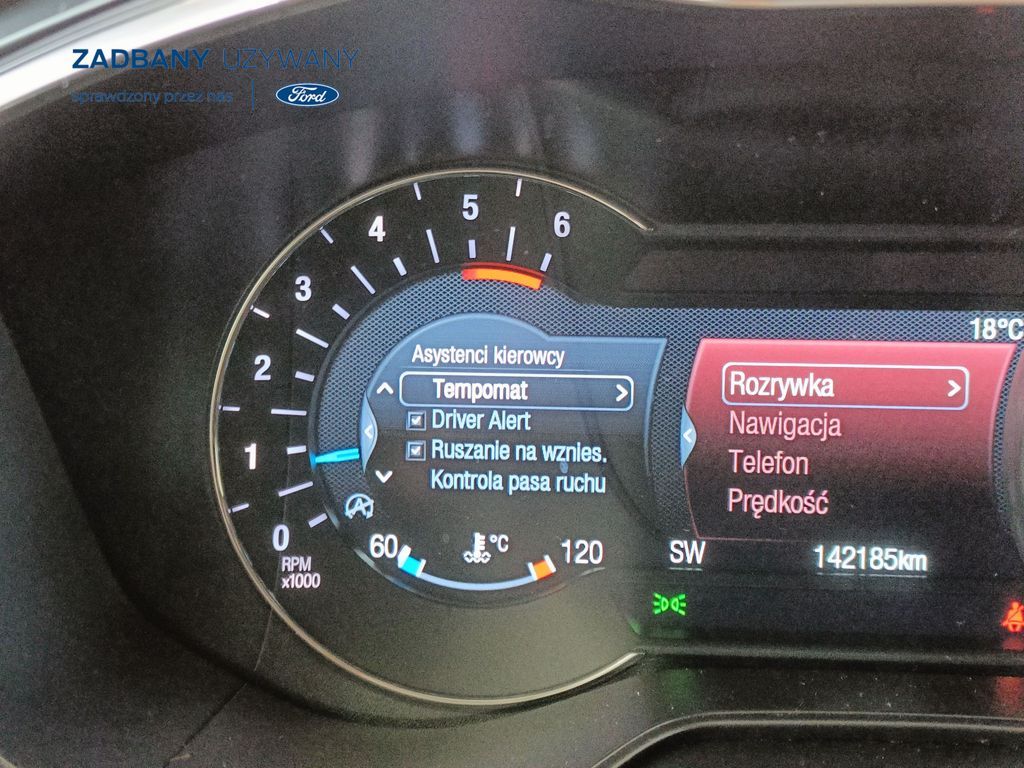 ZADBANY UŻYWANY
sprawdzony przez nas
Ford
0
1
2
3
4
5
6
RPM
x1000
18°C
Asystenci kierowcy
Tempomat
Driver Alert
Ruszanie na wznies.
Kontrola pasa ruchu
60
°C
120
Rozrywka
Nawigacja
Telefon
Prędkość
SW
142185km